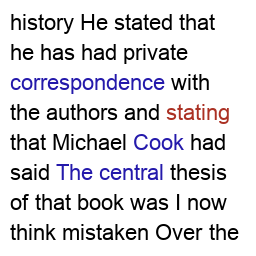 history He stated that
he has had private
correspondence with
the authors and stating
that Michael Cook had
said The central thesis
of that book was I now
think mistaken Over the